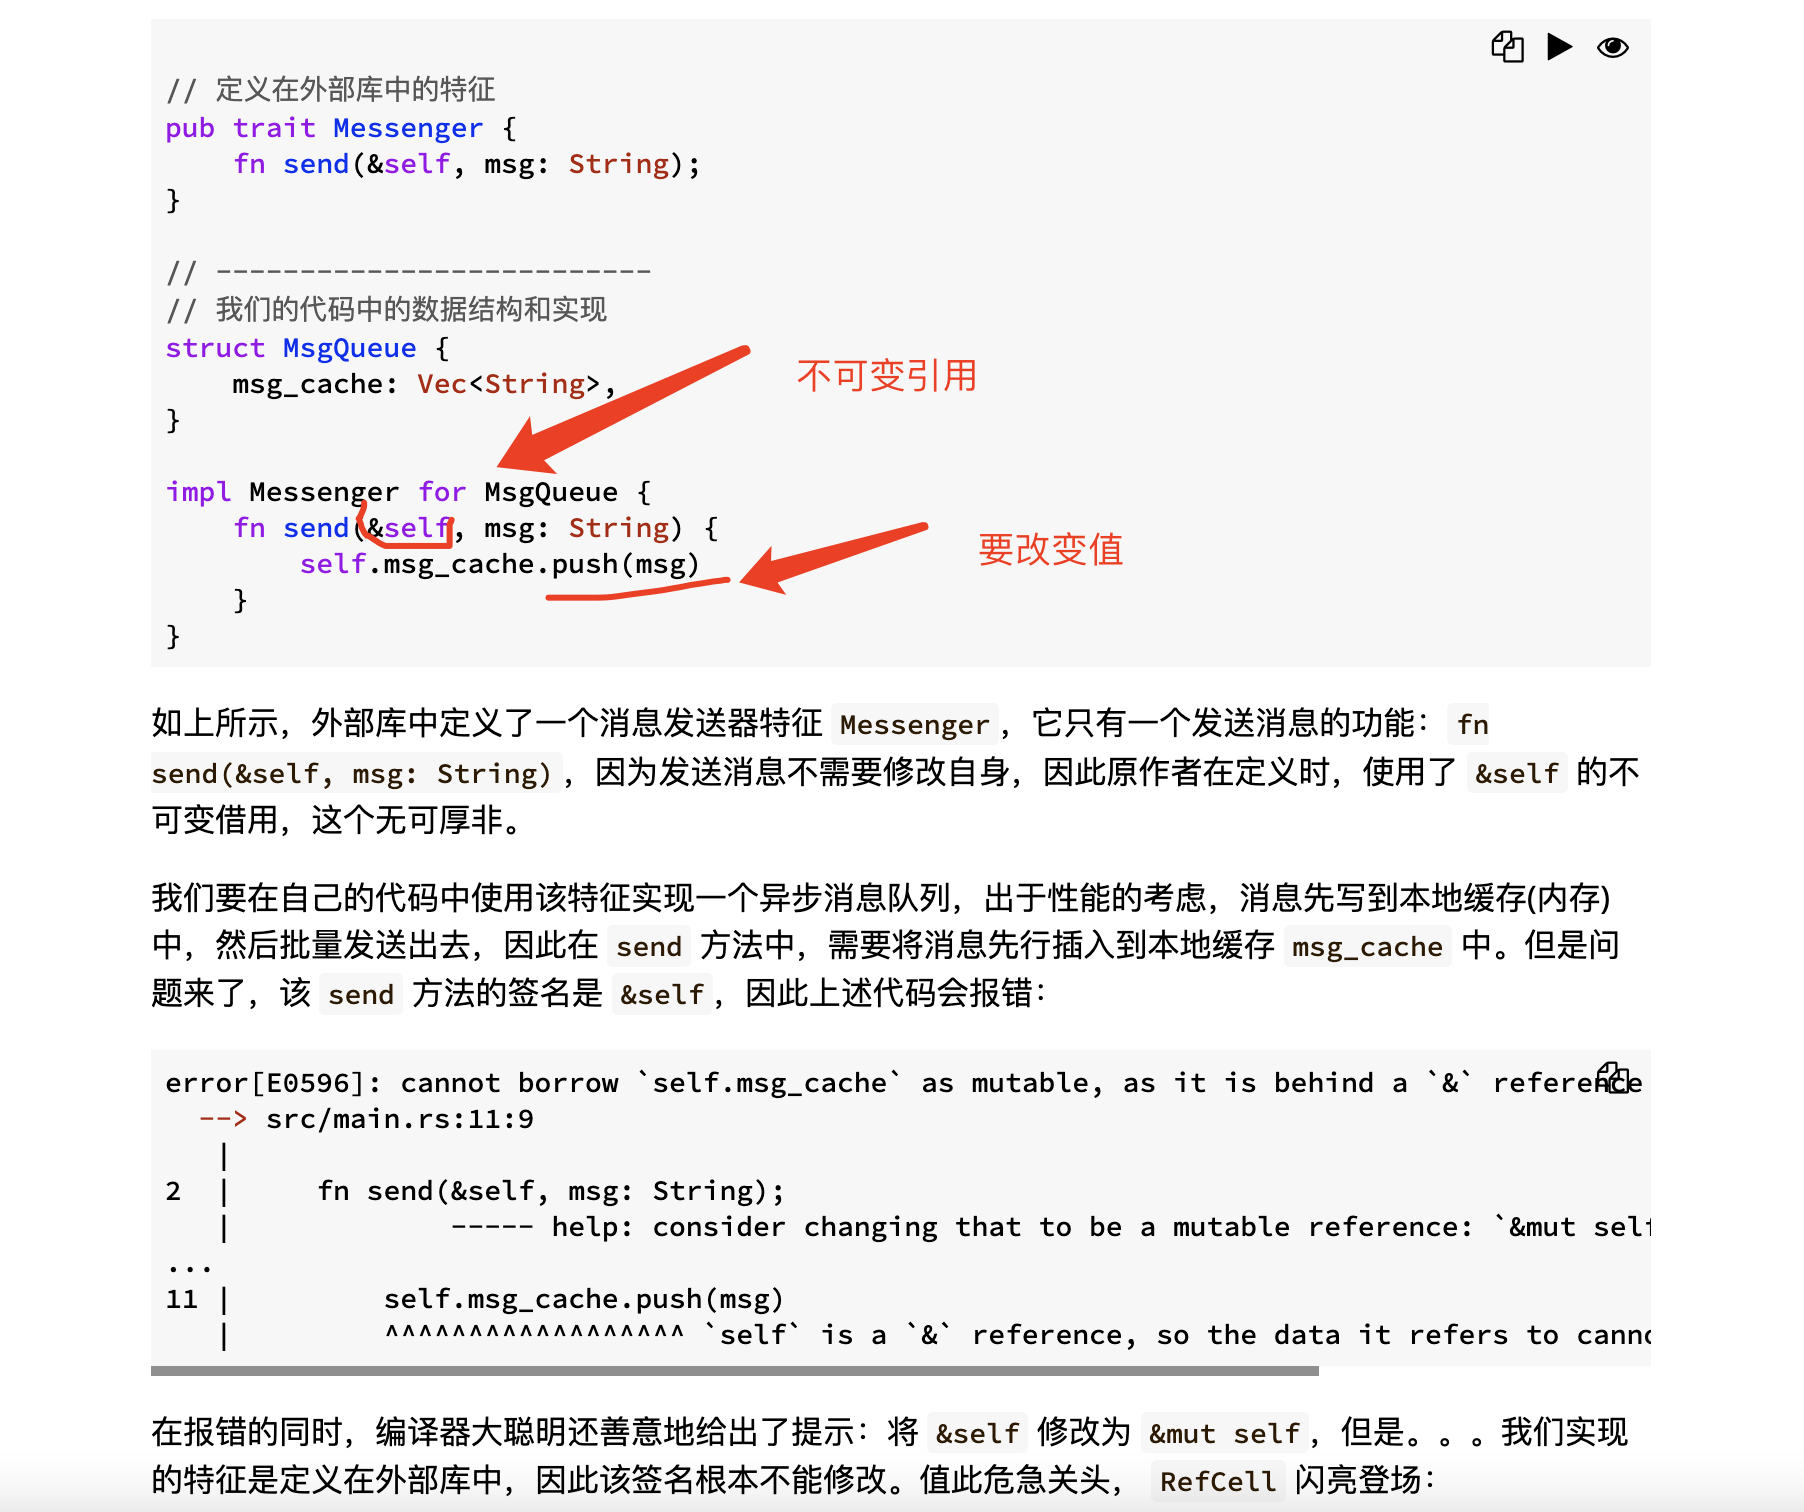 // 定义在外部库中的特征
pub trait Messenger {
    fn send(&self, msg: String);
}
// --------------------------
// 我们的代码中的数据结构和实现
struct MsgQueue {
    msg_cache: Vec<String>,
}
不可变引用
impl Messenger for MsgQueue {
    fn send(&self, msg: String) {
        self.msg_cache.push(msg)
    }
}
要改变值
如上所示，外部库中定义了一个消息发送器特征 Messenger，它只有一个发送消息的功能：fn
send(&self, msg: String)，因为发送消息不需要修改自身，因此原作者在定义时，使用了 &self 的不
可变借用，这个无可厚非。
我们要在自己的代码中使用该特征实现一个异步消息队列，出于性能的考虑，消息先写到本地缓存(内存)
中，然后批量发送出去，因此在 send 方法中，需要将消息先行插入到本地缓存 msg_cache 中。但是问
题来了，该 send 方法的签名是 &self，因此上述代码会报错：
error[E0596]: cannot borrow `self.msg_cache` as mutable, as it is behind a `&` reference
  --> src/main.rs:11:9
   |
2  |     fn send(&self, msg: String);
   |             ----- help: consider changing that to be a mutable reference: `&mut self
...
11 |         self.msg_cache.push(msg)
   |         ^^^^^^^^^^^^^^^^^^ `self` is a `&` reference, so the data it refers to canno
在报错的同时，编译器大聪明还善意地给出了提示：将 &self 修改为 &mut self，但是。。。我们实现
的特征是定义在外部库中，因此该签名根本不能修改。值此危急关头， RefCell 闪亮登场：